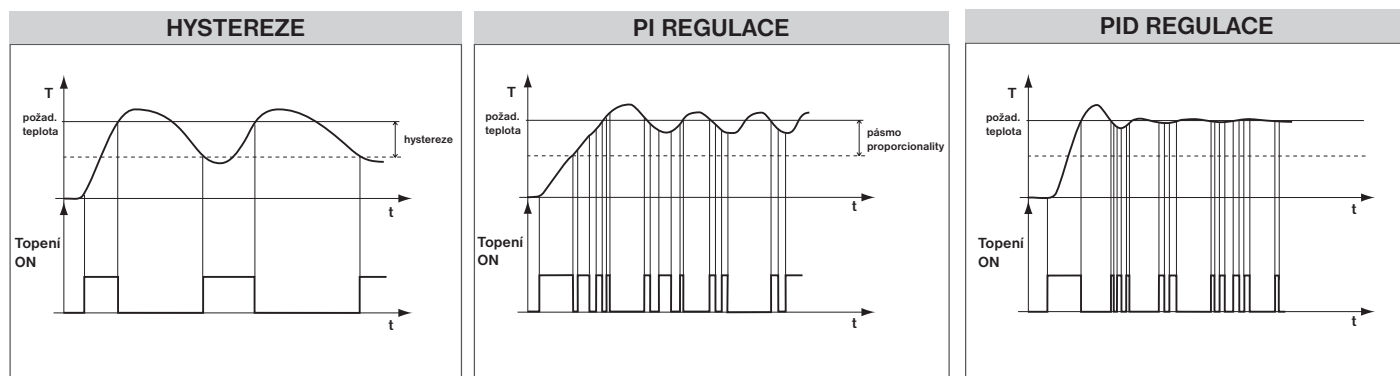 HYSTEREZE
T
požad.
teplota
hystereze
t
Topení
ON
t
PI REGULACE
T
požad.
teplota
pásmo
proporcionality
t
Topení
ON
t
PID REGULACE
T
požad.
teplota
t
Topení
ON
t